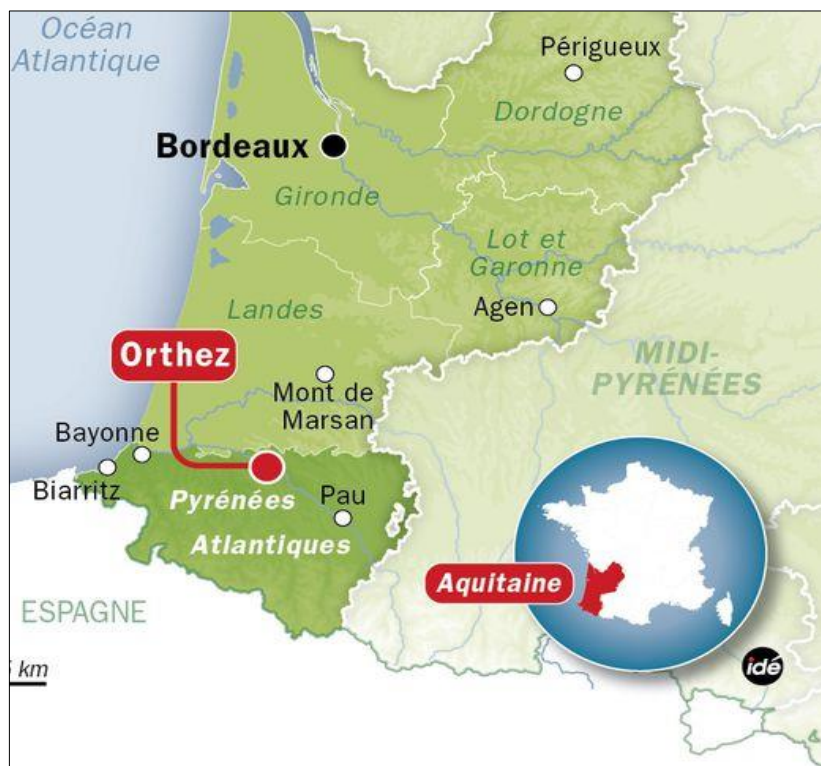 Océan
Atlantique
Périgueux
Dordogne
Bordeaux
Gironde
Lot et
Garonne
Agen
Landes
Orthez
MIDI-
PYRÉNÉES
Mont de
Marsan
Bayonne
Biarritz
Pyrénées
Atlantiques
Pau
Aquitaine
ESPAGNE
km
idé